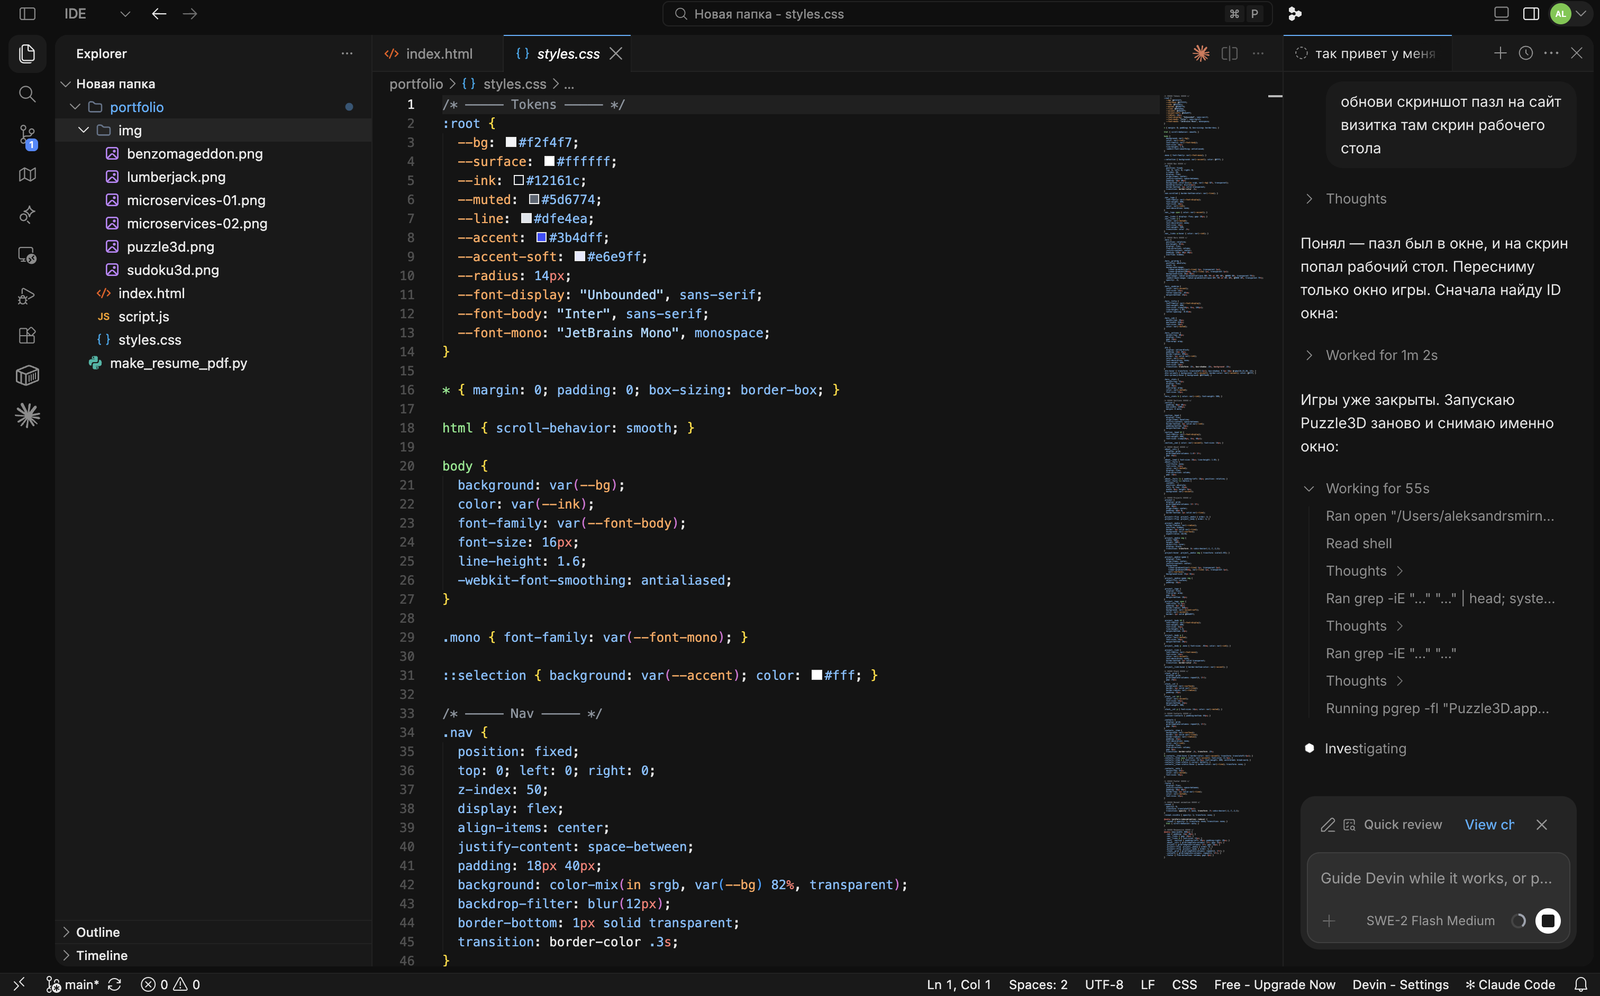 IDE
Новая папка - styles.css
⌘ P
AL
Explorer
Новая папка
portfolio
img
benzomageddon.png
lumberjack.png
microservices-01.png
microservices-02.png
puzzle3d.png
sudoku3d.png
index.html
JS script.js
styles.css
make_resume_pdf.py
Outline
Timeline
1
index.html
{ } styles.css
portfolio > { } styles.css > ...
1 /* ───── Tokens ───── */
2 :root {
3 --bg: #f2f4f7;
4 --surface: #ffffff;
5 --ink: #12161c;
6 --muted: #5d6774;
7 --line: #dfe4ea;
8 --accent: #3b4dff;
9 --accent-soft: #e6e9ff;
10 --radius: 14px;
11 --font-display: "Unbounded", sans-serif;
12 --font-body: "Inter", sans-serif;
13 --font-mono: "JetBrains Mono", monospace;
14 }
15
16 * { margin: 0; padding: 0; box-sizing: border-box; }
17
18 html { scroll-behavior: smooth; }
19
20 body {
21 background: var(--bg);
22 color: var(--ink);
23 font-family: var(--font-body);
24 font-size: 16px;
25 line-height: 1.6;
26 -webkit-font-smoothing: antialiased;
27 }
28
29 .mono { font-family: var(--font-mono); }
30
31 ::selection { background: var(--accent); color: #fff; }
32
33 /* ───── Nav ───── */
34 .nav {
35 position: fixed;
36 top: 0; left: 0; right: 0;
37 z-index: 50;
38 display: flex;
39 align-items: center;
40 justify-content: space-between;
41 padding: 18px 40px;
42 background: color-mix(in srgb, var(--bg) 82%, transparent);
43 backdrop-filter: blur(12px);
44 border-bottom: 1px solid transparent;
45 transition: border-color .3s;
46 }
так привет у меня
обнови скриншот пазл на сайт
визитка там скрин рабочего
стола
Thoughts
Понял — пазл был в окне, и на скрин
попал рабочий стол. Пересниму
только окно игры. Сначала найду ID
окна:
Worked for 1m 2s
Игры уже закрыты. Запускаю
Puzzle3D заново и снимаю именно
окно:
Working for 55s
Ran open "/Users/aleksandrsmirn...
Read shell
Thoughts
Ran grep -iE "..." "..." | head; syste...
Thoughts
Ran grep -iE "..." "..."
Thoughts
Running pgrep -fl "Puzzle3D.app...
Investigating
Quick review
View ch
Guide Devin while it works, or p...
SWE-2 Flash Medium
main*
0 0
Ln 1, Col 1
Spaces: 2
UTF-8
LF
CSS
Free - Upgrade Now
Devin - Settings
Claude Code